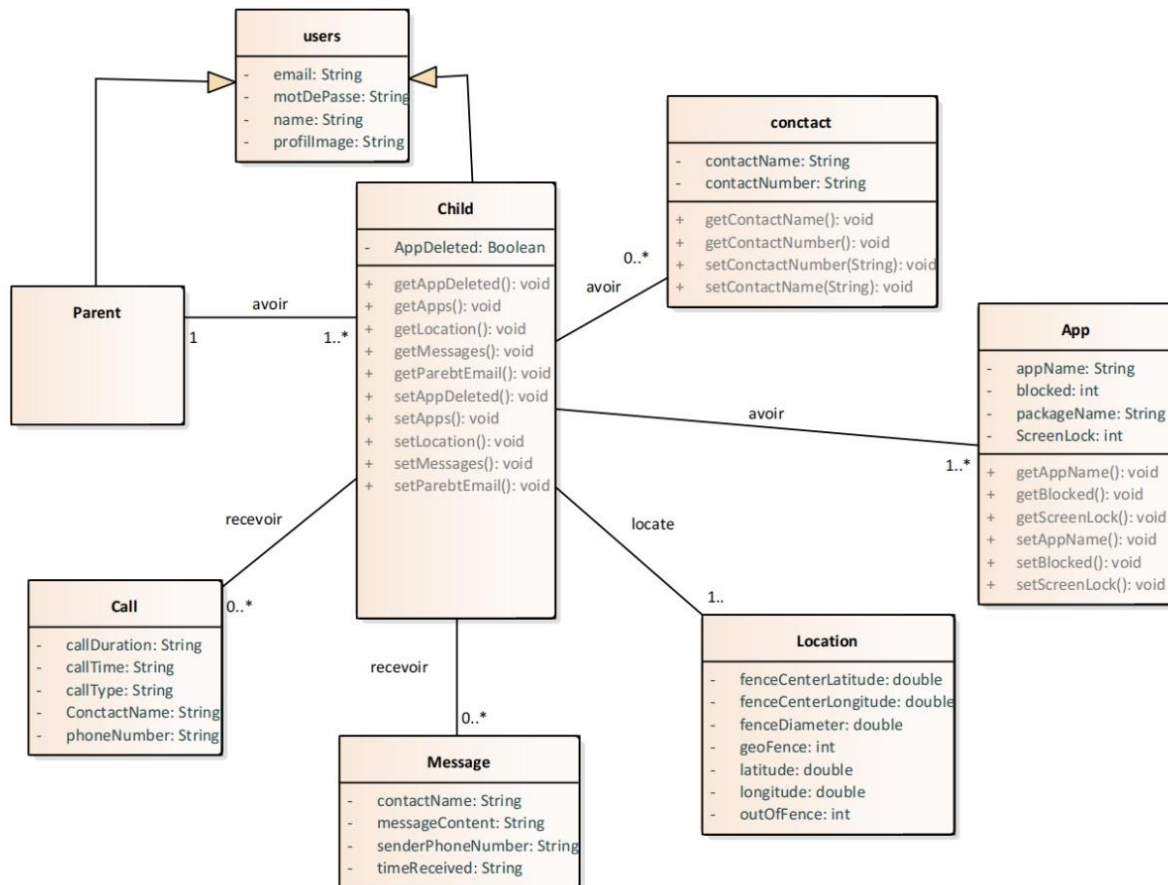 users
- email: String
- motDePasse: String
- name: String
- profilImage: String
conctact
- contactName: String
- contactNumber: String
+ getContactName(): void
+ getContactNumber(): void
+ setConctactNumber(String): void
+ setContactName(String): void
Child
- AppDeleted: Boolean
+ getAppDeleted(): void
+ getApps(): void
+ getLocation(): void
+ getMessages(): void
+ getParebtEmail(): void
+ setAppDeleted(): void
+ setApps(): void
+ setLocation(): void
+ setMessages(): void
+ setParebtEmail(): void
0..*
avoir
Parent
avoir
1
1..*
App
- appName: String
- blocked: int
- packageName: String
- ScreenLock: int
+ getAppName(): void
+ getBlocked(): void
+ getScreenLock(): void
+ setAppName(): void
+ setBlocked(): void
+ setScreenLock(): void
avoir
1..*
recevoir
0..*
locate
1..
Call
- callDuration: String
- callTime: String
- callType: String
- ConctactName: String
- phoneNumber: String
recevoir
0..*
Location
- fenceCenterLatitude: double
- fenceCenterLongitude: double
- fenceDiameter: double
- geoFence: int
- latitude: double
- longitude: double
- outOfFence: int
Message
- contactName: String
- messageContent: String
- senderPhoneNumber: String
- timeReceived: String